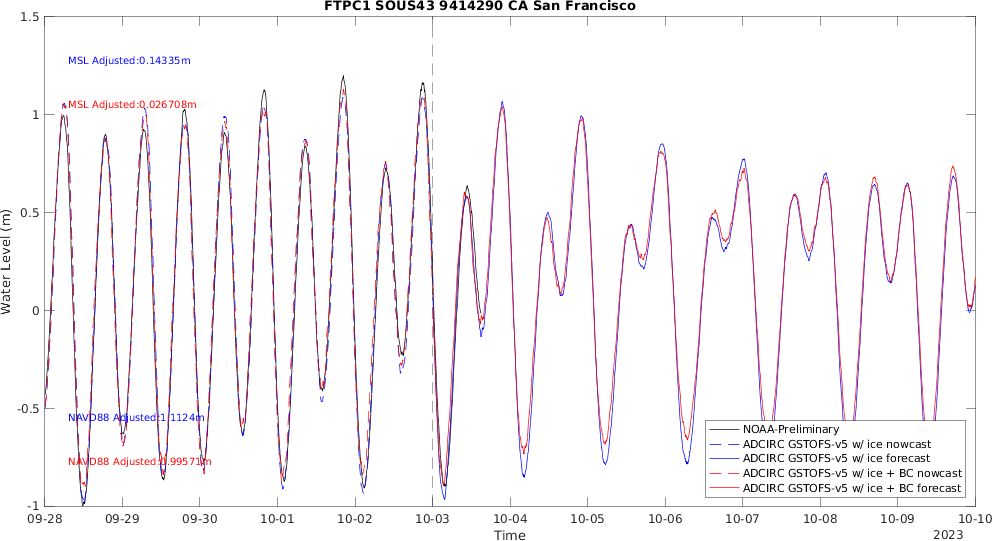 FTPC1 SOUS43 9414290 CA San Francisco
1.5
1
0.5
0
-0.5
-1
Water Level (m)
MSL Adjusted:0.14335m
MSL Adjusted:0.026708m
NAVD88 Adjusted:1.1124m
NAVD88 Adjusted:0.99571m
NOAA-Preliminary
ADCIRC GSTOFS-v5 w/ ice nowcast
ADCIRC GSTOFS-v5 w/ ice forecast
ADCIRC GSTOFS-v5 w/ ice + BC nowcast
ADCIRC GSTOFS-v5 w/ ice + BC forecast
09-28 09-29 09-30 10-01 10-02 10-03 10-04 10-05 10-06 10-07 10-08 10-09 10-10
Time
2023